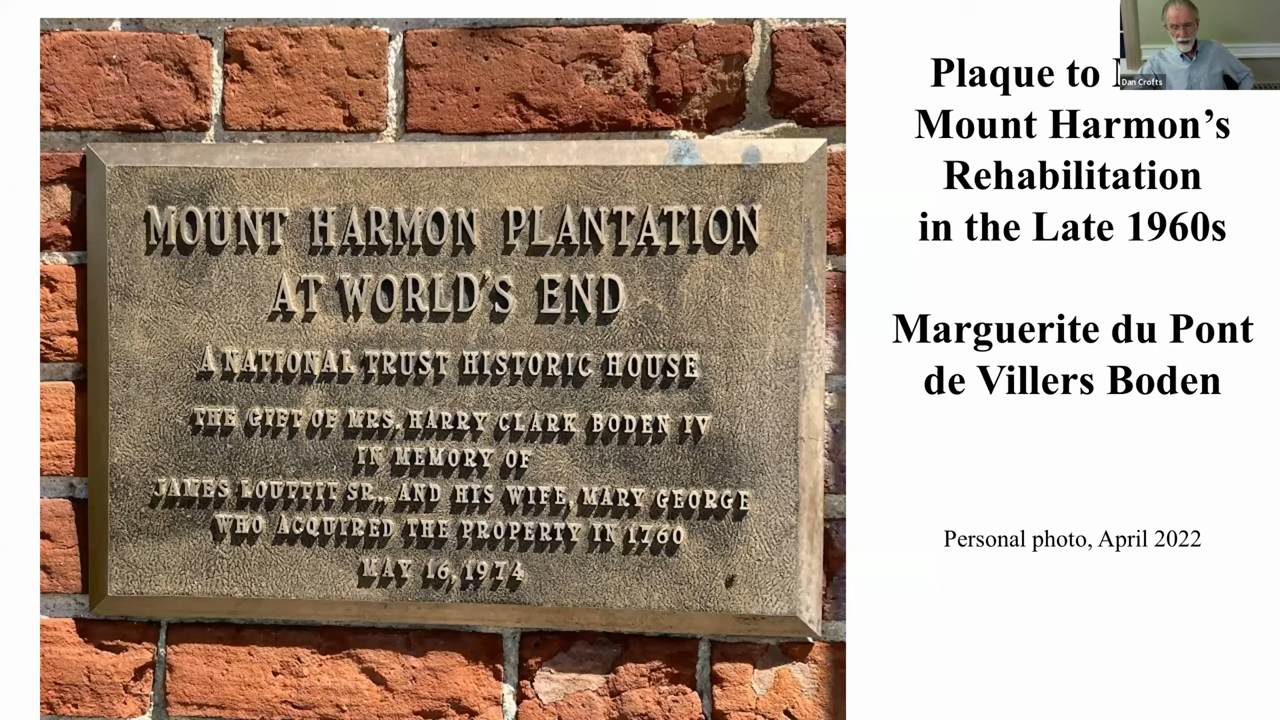 MOUNT HARMON PLANTATION
AT WORLD'S END
A NATIONAL TRUST HISTORIC HOUSE
THE GIFT OF MRS. HARRY CLARK BODEN IV
IN MEMORY OF
JAMES LOUTTIT SR., AND HIS WIFE, MARY GEORGE
WHO ACQUIRED THE PROPERTY IN 1760
MAY 16, 1974
Plaque to
Mount Harmon's
Rehabilitation
in the Late 1960s
Marguerite du Pont
de Villers Boden
Personal photo, April 2022
Dan Crofts